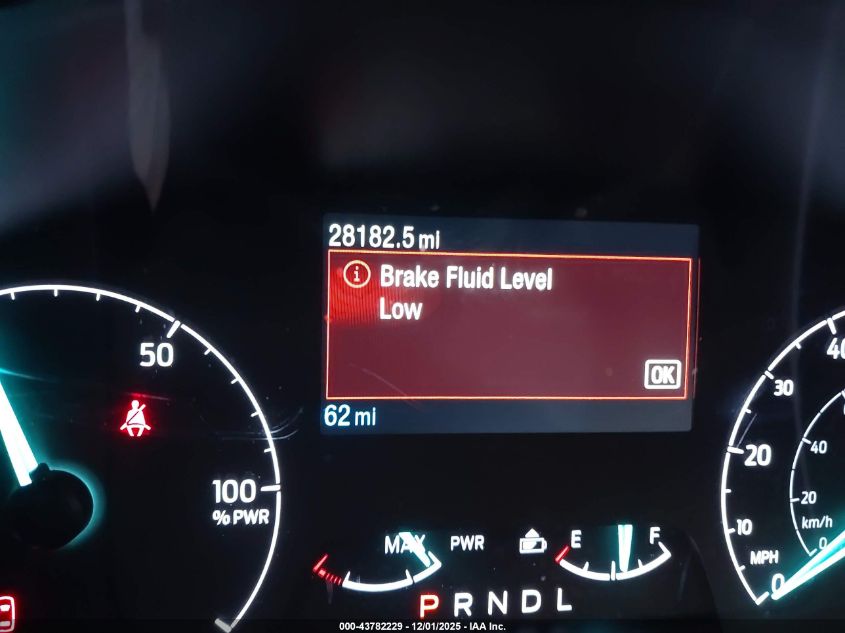 28182.5 mi
Brake Fluid Level
Low
OK
62 mi
50
100
% PWR
MAX PWR
E F
P R N D L
40
30
20
10
MPH
0
40
20
km/h
0
000-43782229 - 12/01/2025 - IAA Inc.